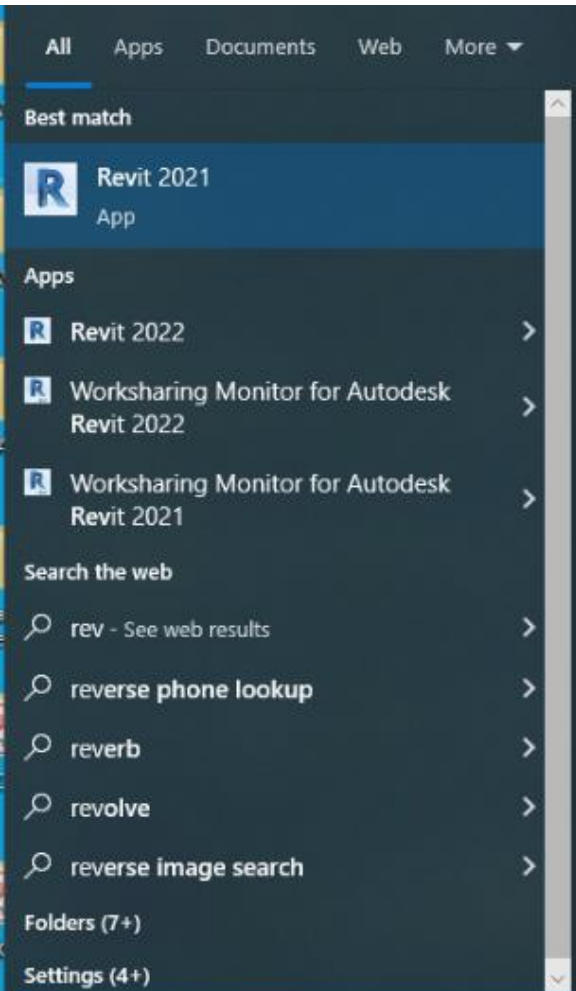 All Apps Documents Web More
Best match
Revit 2021
App
Apps
Revit 2022
Worksharing Monitor for Autodesk
Revit 2022
Worksharing Monitor for Autodesk
Revit 2021
Search the web
rev - See web results
reverse phone lookup
reverb
revolve
reverse image search
Folders (7+)
Settings (4+)